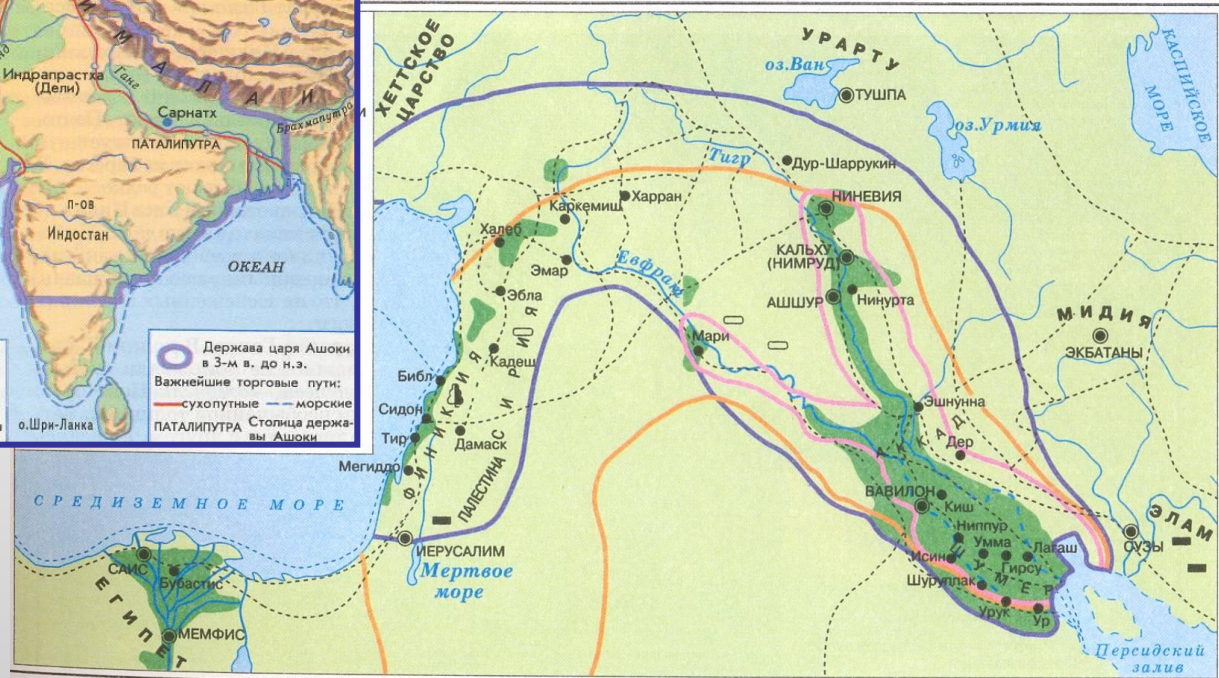 ИМАЛАИ
Индрапрастха
(Дели)
Ганг
Сарнатх
Брахмапутра
ПАТАЛИПУТРА
п-ов
Индостан
ОКЕАН
о.Шри-Ланка
Держава царя Ашоки
в 3-м в. до н.э.
Важнейшие торговые пути:
сухопутные
морские
ПАТАЛИПУТРА Столица держа-
вы Ашоки
ХЕТТСКОЕ
ЦАРСТВО
УРАРТУ
оз.Ван
ТУШПА
КАСПИЙСКОЕ
МОРЕ
оз.Урмия
Тигр
Дур-Шаррукин
Харран
НИНЕВИЯ
Каркемиш
Халеб
КАЛЬХУ
(НИМРУД)
Эмар
Евфрат
Эбла
АШШУР
Нинурта
МИДИЯ
ЭКБАТАНЫ
Мари
Кадеш
Библ
ФИНИКИЯ
СИРИЯ
Сидон
Эшнунна
Тир
Дамаск
АККАД
Дер
Мегиддо
ПАЛЕСТИНА
СРЕДИЗЕМНОЕ МОРЕ
ВАВИЛОН
Киш
Ниппур
ЭЛАМ
СУЗЫ
ИЕРУСАЛИМ
Умма
Лагаш
Исин
Гирсу
ШУМЕР
Мертвое
море
Шуруппак
Урук
Ур
САИС
Бубастис
ЕГИПЕТ
МЕМФИС
Персидский
залив